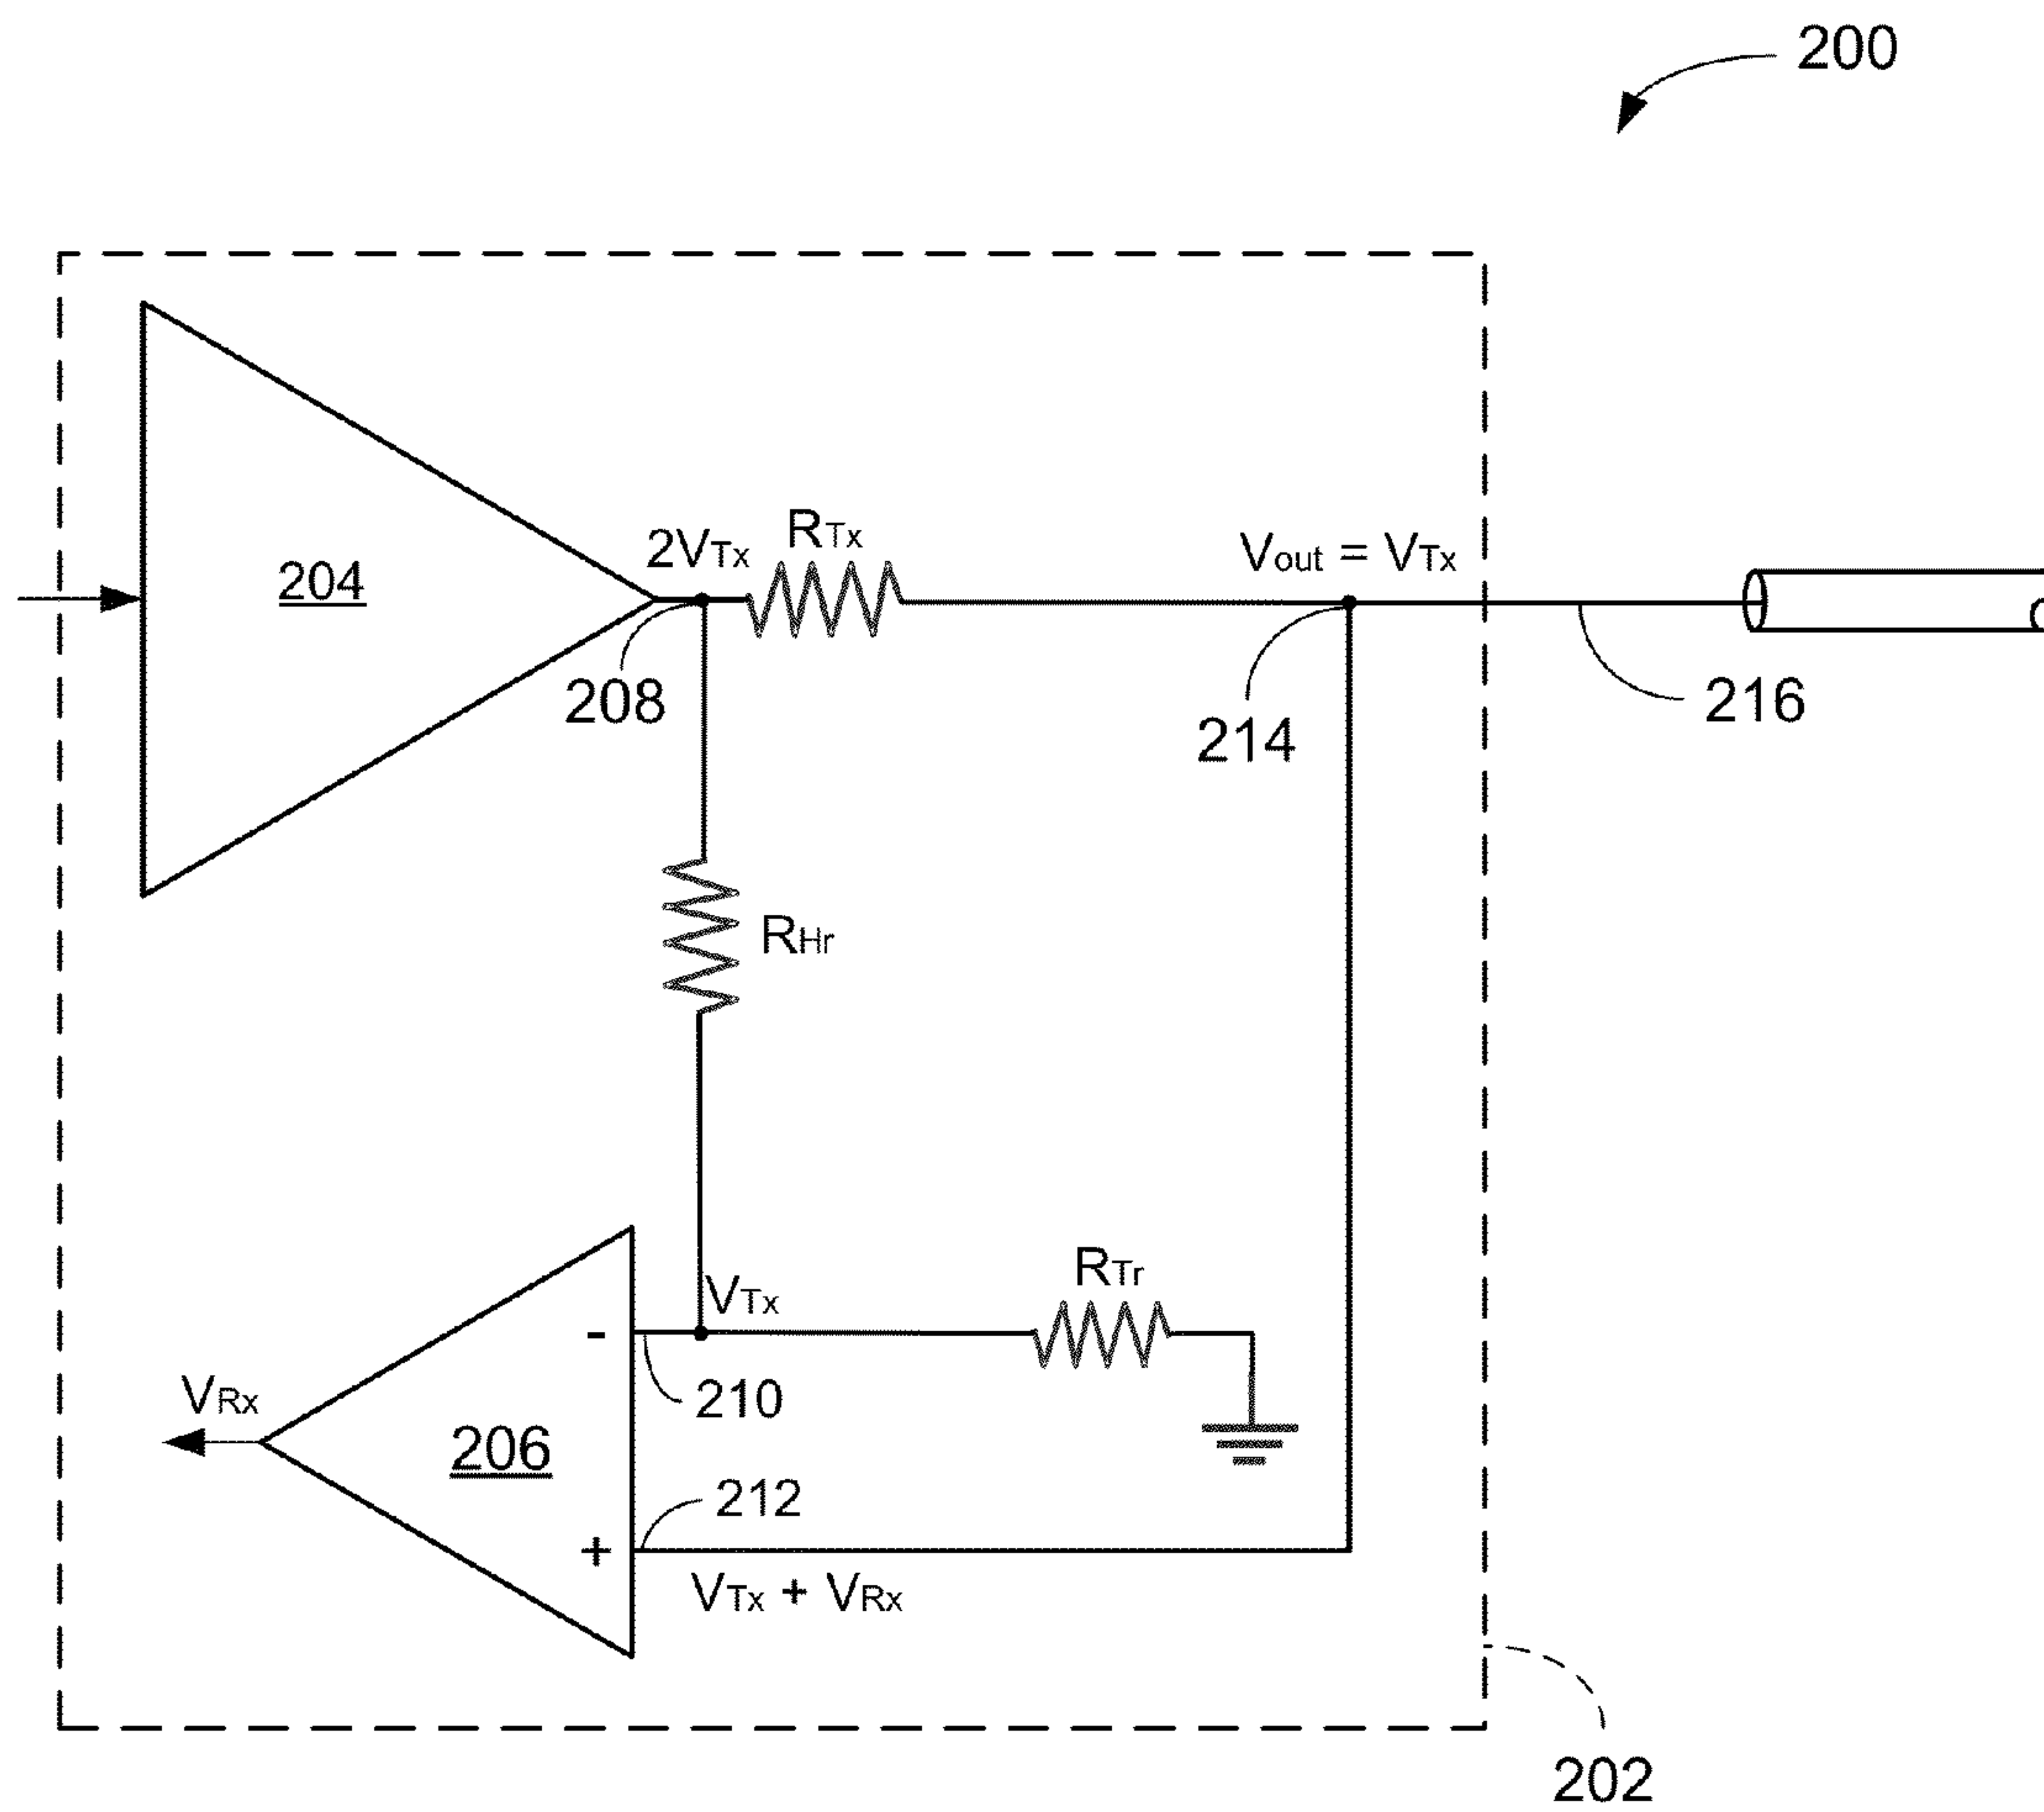 200
204
2VTx
RTx
Vout = VTx
208
214
216
RHr
VTx
RTr
-
210
VRx
206
212
+
VTx + VRx
202